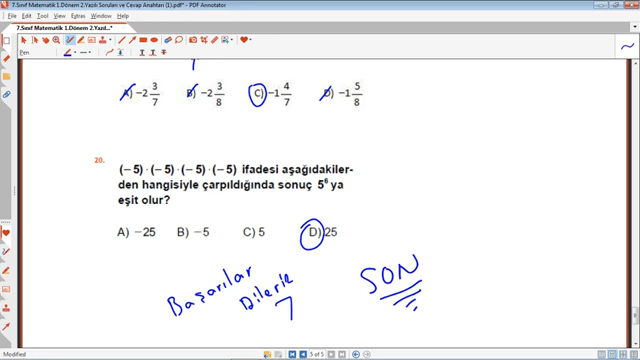 7.Sınıf Matematik 1.Dönem 2.Yazılı Soruları ve Cevap Anahtarı (1).pdf* - PDF Annotator
File Edit View Insert Tool Extras Help
7.Sınıf Matematik 1.Dönem 2.Yazıl...*
Pen
A) -2 3/7 B) -2 3/8 C) -1 4/7 D) -1 5/8
20.
(−5)·(−5)·(−5)·(−5) ifadesi aşağıdakiler-
den hangisiyle çarpıldığında sonuç 5⁶ ya
eşit olur?
A) −25 B) −5 C) 5 D) 25
Başarılar
Dilerik
SON
Modified 5 of 5